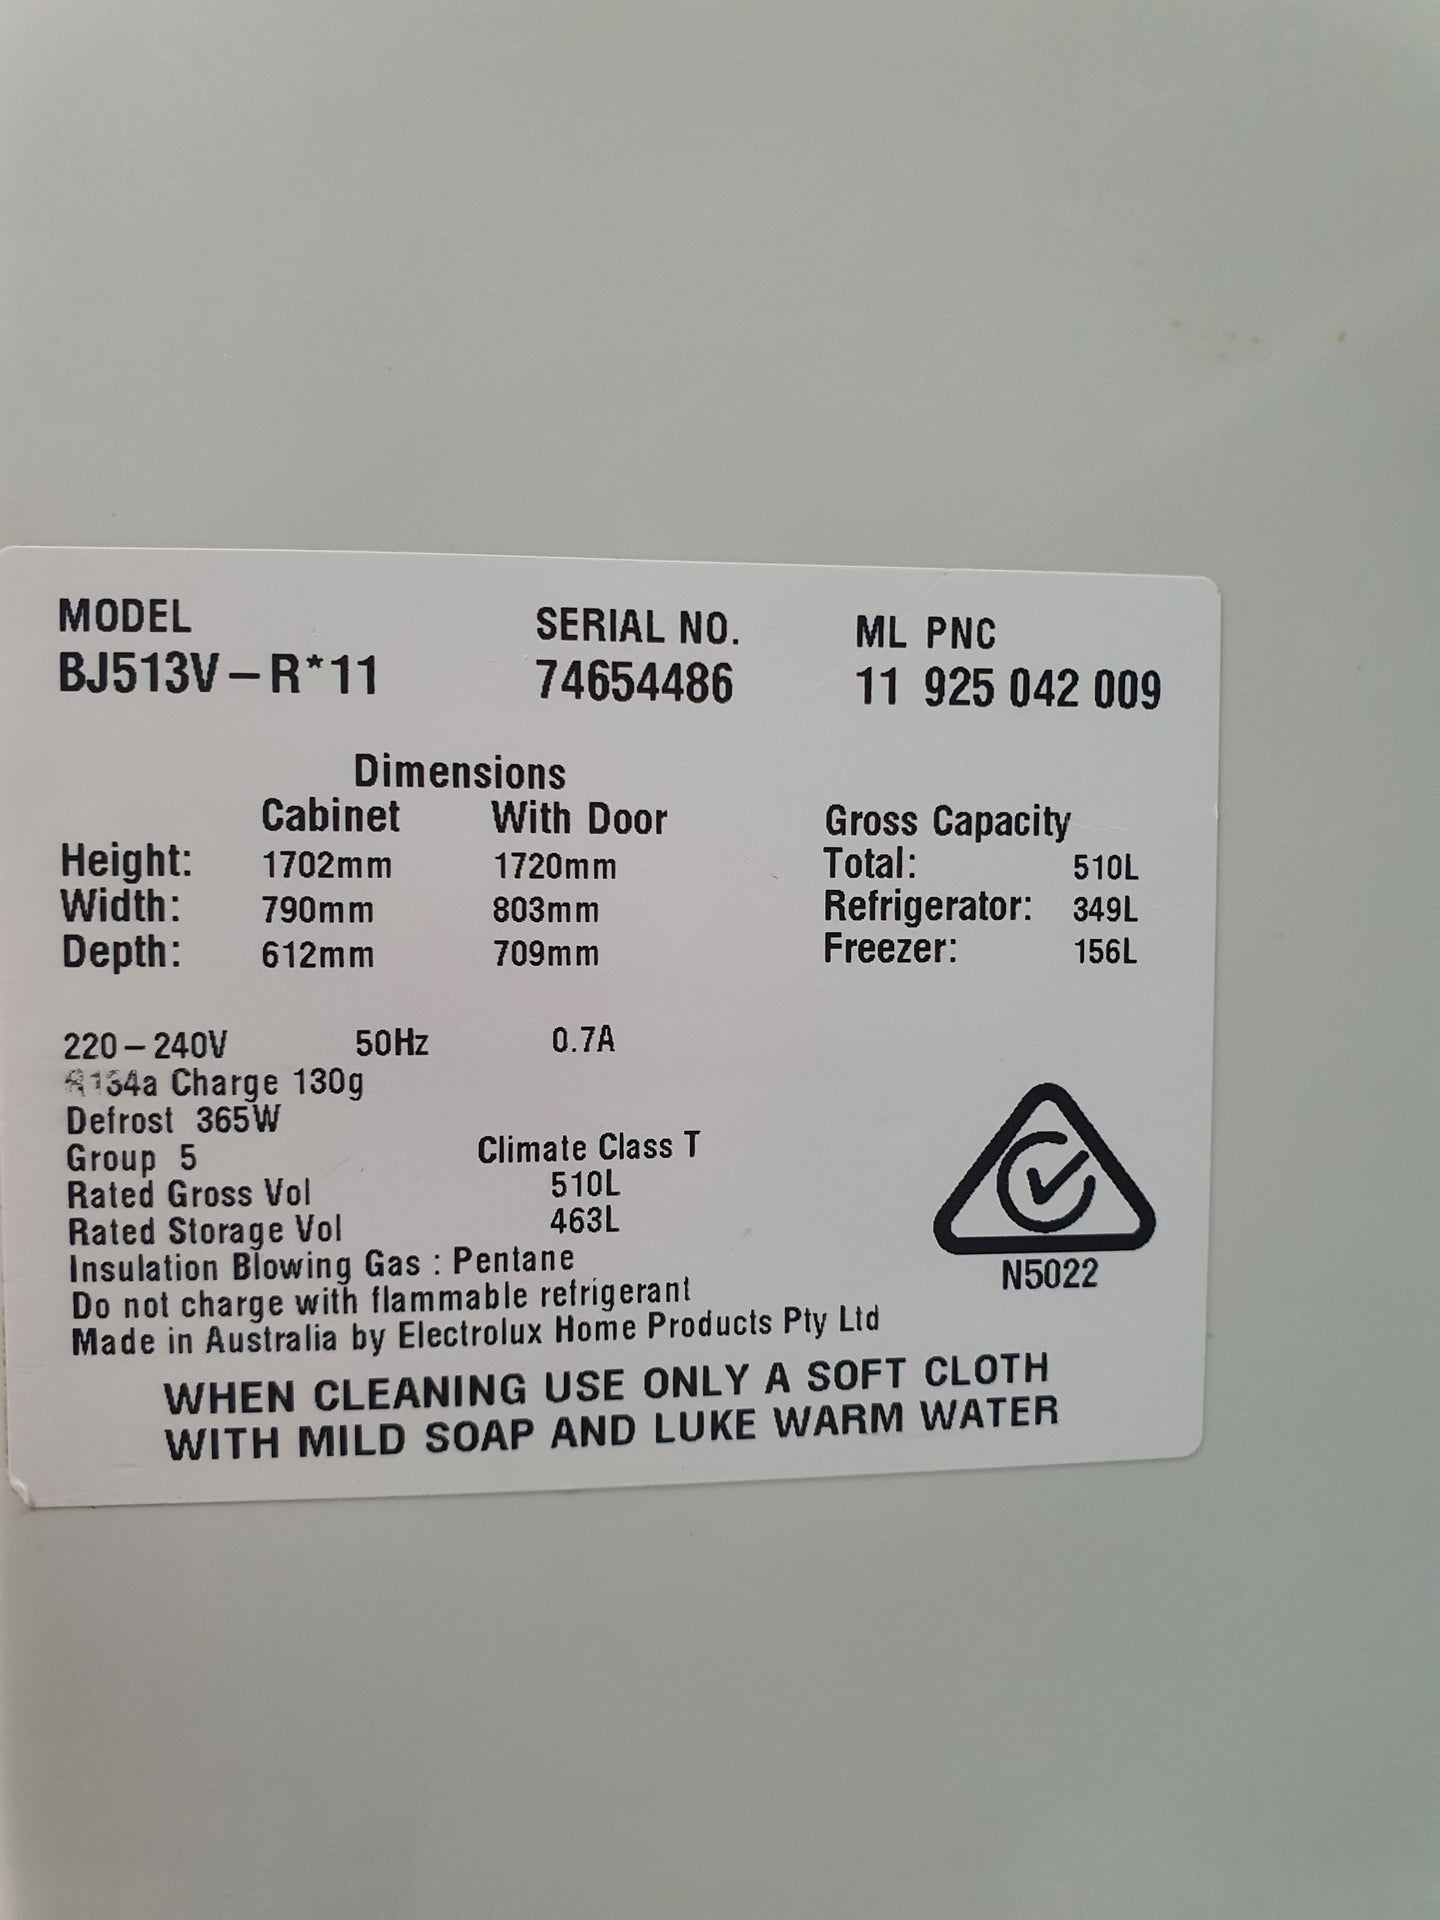 MODEL SERIAL NO. ML PNC
BJ513V-R*11 74654486 11 925 042 009
Dimensions
Cabinet With Door Gross Capacity
Height: 1702mm 1720mm Total: 510L
Width: 790mm 803mm Refrigerator: 349L
Depth: 612mm 709mm Freezer: 156L
220-240V 50Hz 0.7A
R134a Charge 130g
Defrost 365W
Group 5 Climate Class T
Rated Gross Vol 510L
Rated Storage Vol 463L
Insulation Blowing Gas : Pentane
Do not charge with flammable refrigerant
Made in Australia by Electrolux Home Products Pty Ltd
N5022
WHEN CLEANING USE ONLY A SOFT CLOTH
WITH MILD SOAP AND LUKE WARM WATER